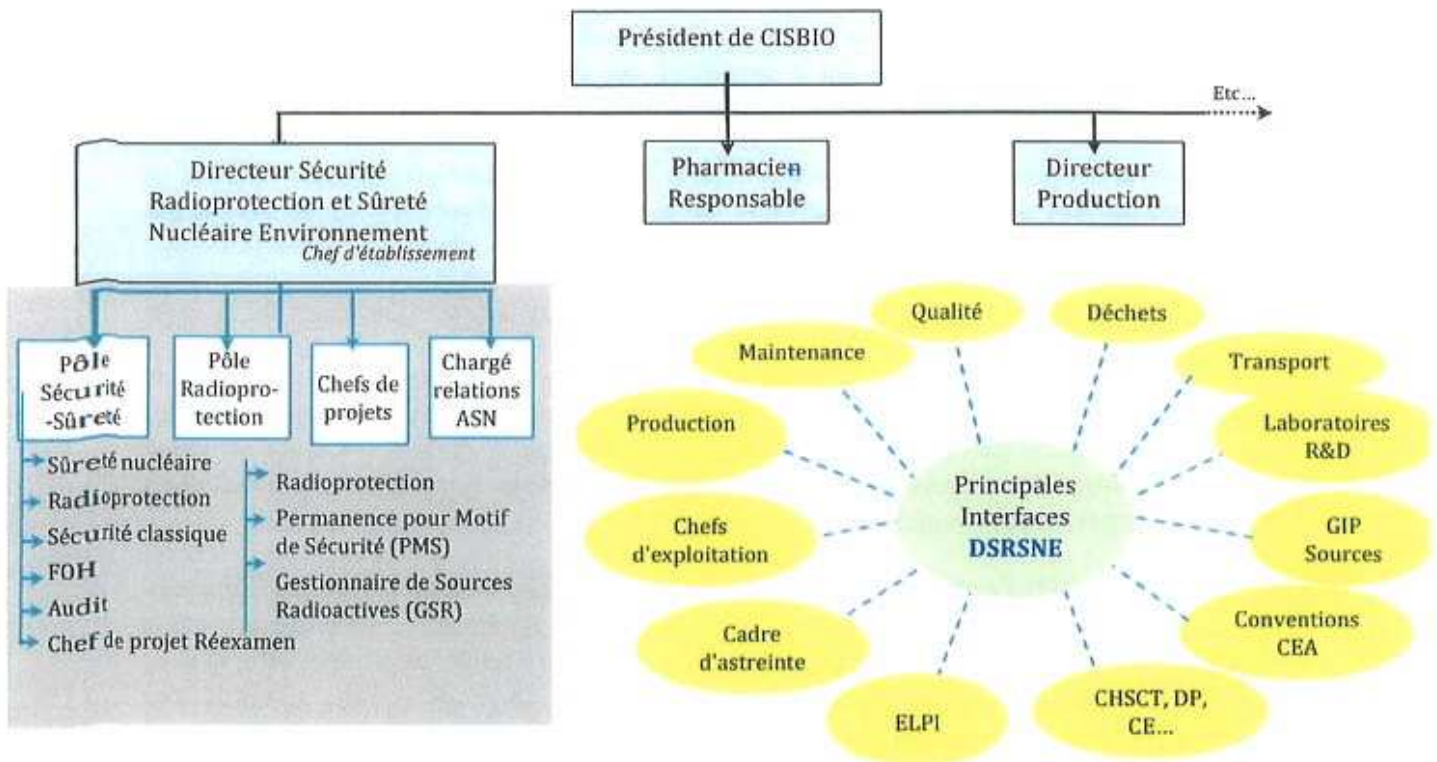 Président de CISBIO
Etc...
Directeur Sécurité
Radioprotection et Sûreté
Nucléaire Environnement
Chef d'établissement
Pharmacien
Responsable
Directeur
Production
Pôle
Sécurité
-Sûreté
Pôle
Radiopro-
tection
Chefs de
projets
Chargé
relations
ASN
Sûreté nucléaire
Radioprotection
Sécurité classique
FOH
Audit
Chef de projet Réexamen
Radioprotection
Permanence pour Motif
de Sécurité (PMS)
Gestionnaire de Sources
Radioactives (GSR)
Principales
Interfaces
DSRSNE
Qualité
Déchets
Transport
Laboratoires
R&D
GIP
Sources
Conventions
CEA
CHSCT, DP,
CE...
ELPI
Cadre
d'astreinte
Chefs
d'exploitation
Production
Maintenance